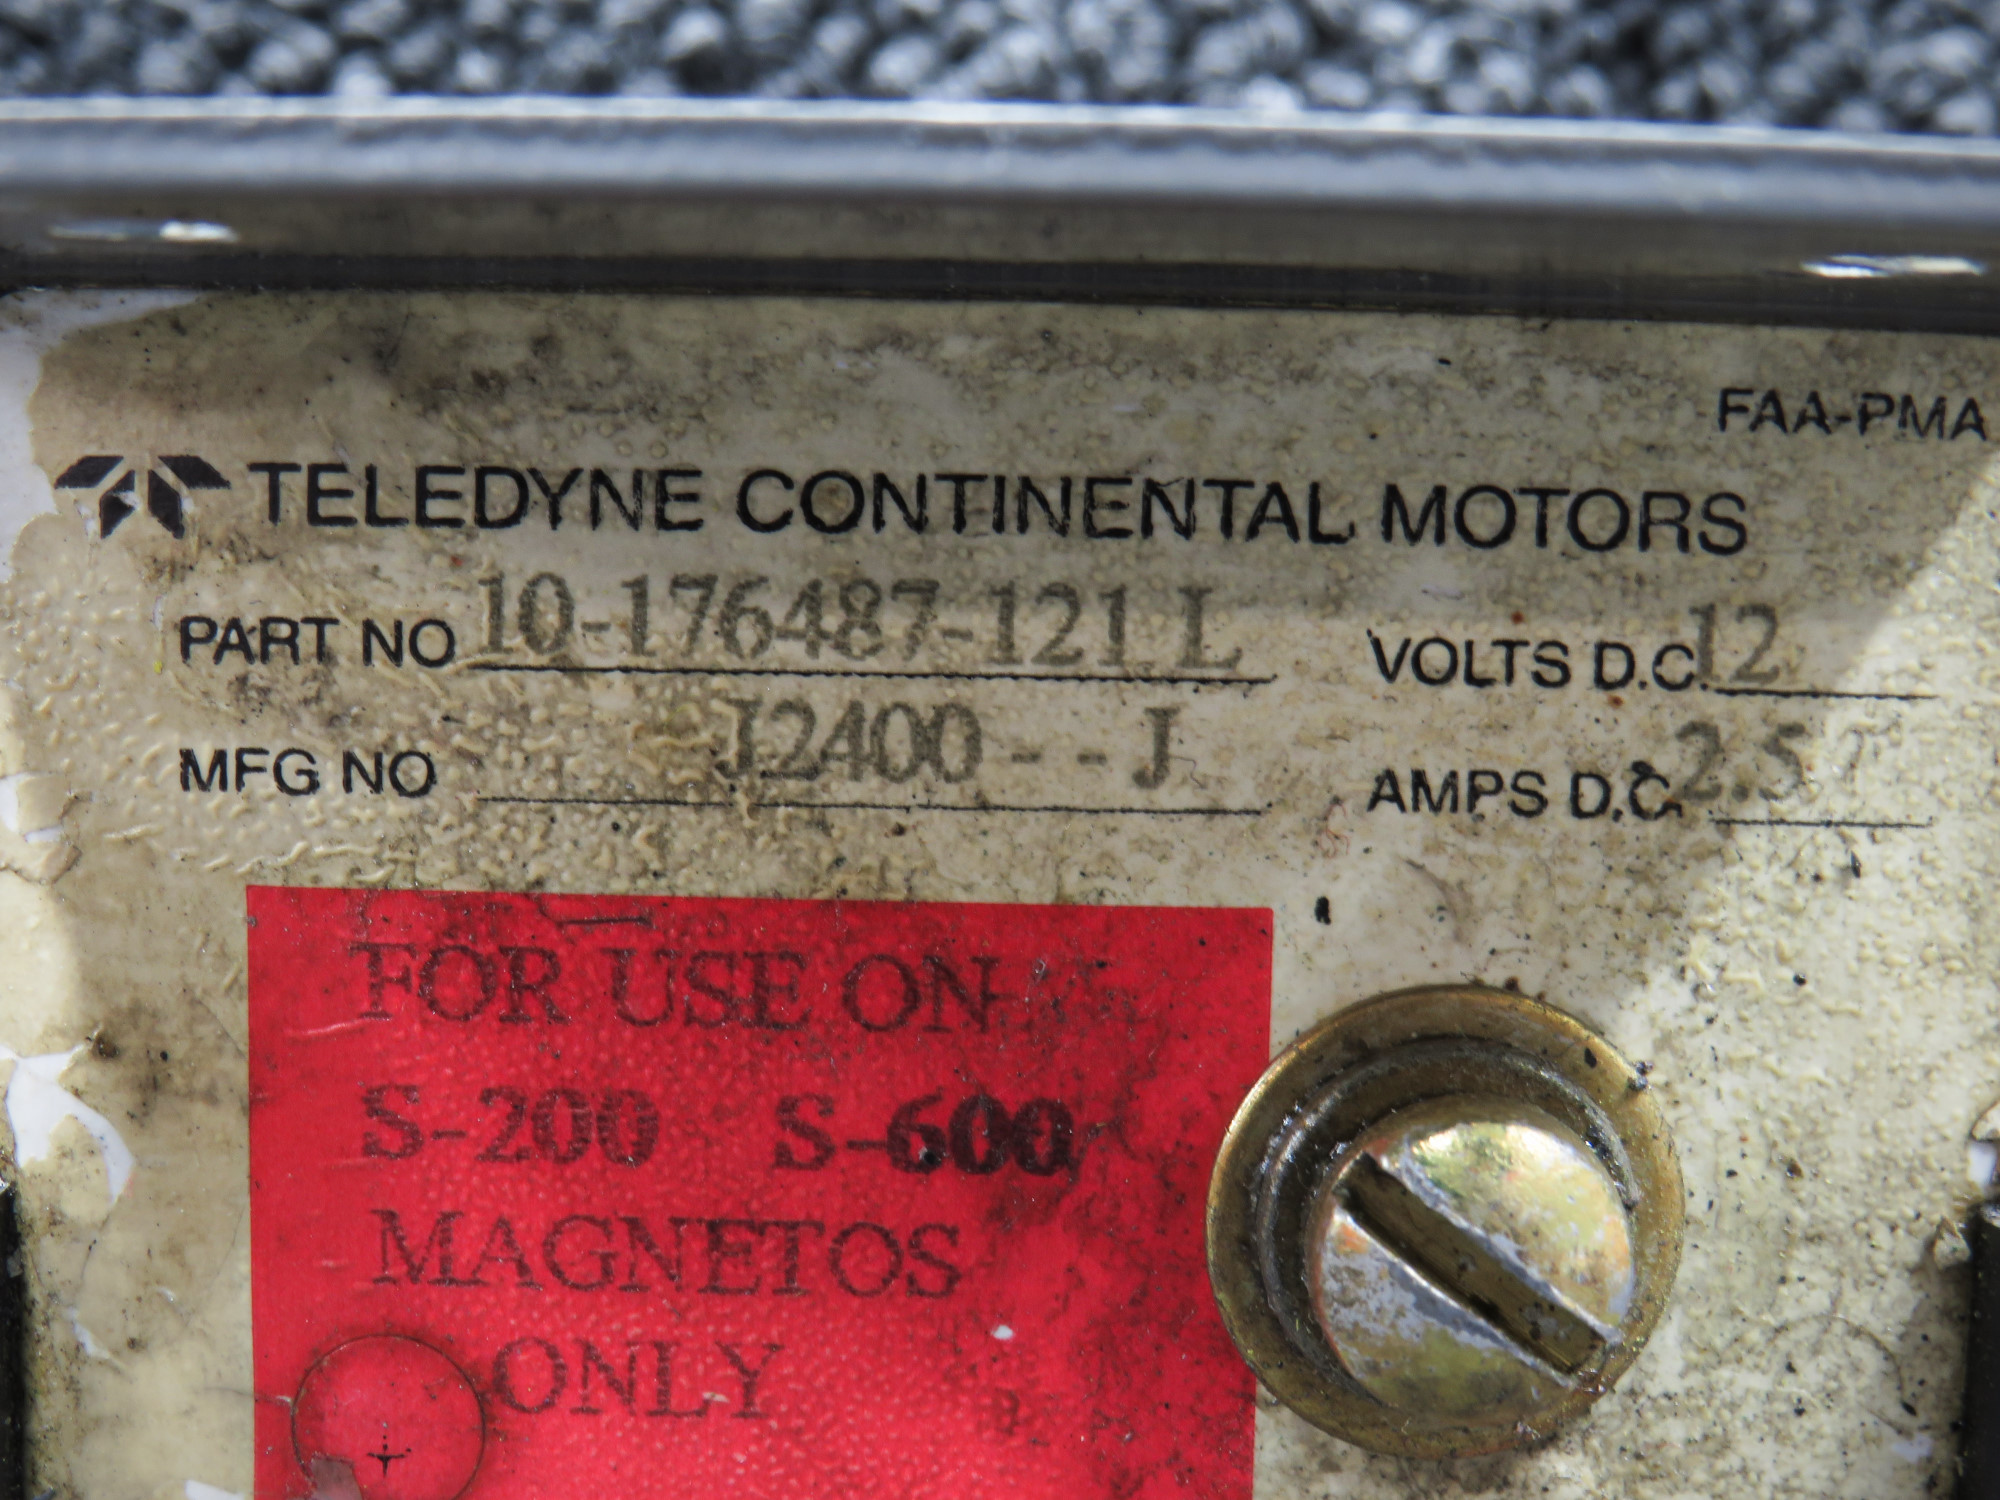 FAA-PMA
TELEDYNE CONTINENTAL MOTORS
PART NO 10-176487-121 L VOLTS D.C. 12
MFG NO J2400 - - J AMPS D.C. 2.5
FOR USE ON
S-200 S-600
MAGNETOS
ONLY